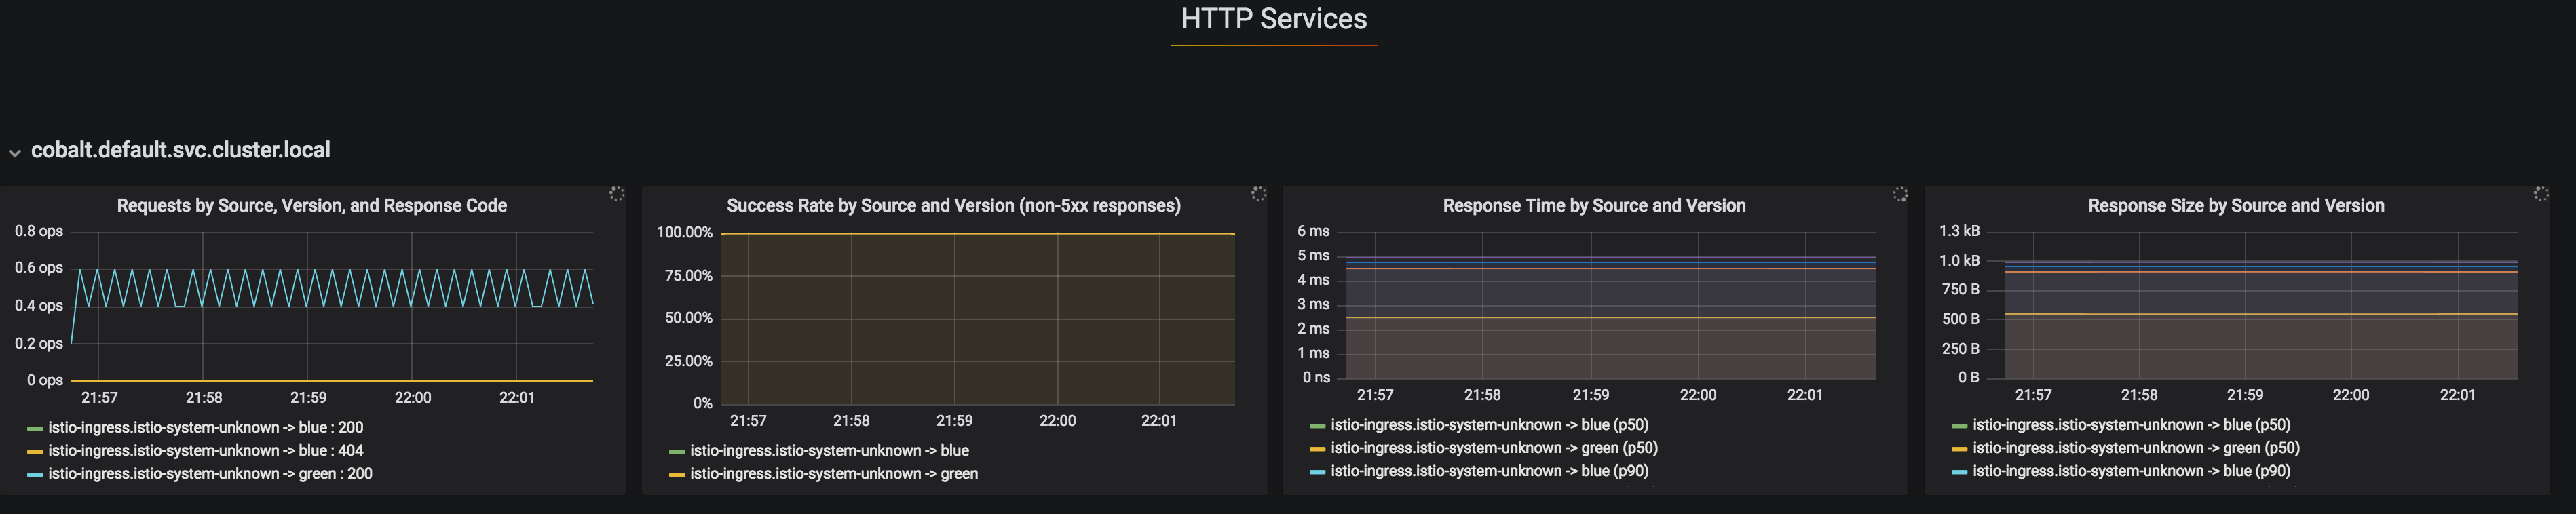 HTTP Services
cobalt.default.svc.cluster.local
Requests by Source, Version, and Response Code
0.8 ops
0.6 ops
0.4 ops
0.2 ops
0 ops
21:57 21:58 21:59 22:00 22:01
istio-ingress.istio-system-unknown -> blue : 200
istio-ingress.istio-system-unknown -> blue : 404
istio-ingress.istio-system-unknown -> green : 200
Success Rate by Source and Version (non-5xx responses)
100.00%
75.00%
50.00%
25.00%
0%
21:57 21:58 21:59 22:00 22:01
istio-ingress.istio-system-unknown -> blue
istio-ingress.istio-system-unknown -> green
Response Time by Source and Version
6 ms
5 ms
4 ms
3 ms
2 ms
1 ms
0 ns
21:57 21:58 21:59 22:00 22:01
istio-ingress.istio-system-unknown -> blue (p50)
istio-ingress.istio-system-unknown -> green (p50)
istio-ingress.istio-system-unknown -> blue (p90)
Response Size by Source and Version
1.3 kB
1.0 kB
750 B
500 B
250 B
0 B
21:57 21:58 21:59 22:00 22:01
istio-ingress.istio-system-unknown -> blue (p50)
istio-ingress.istio-system-unknown -> green (p50)
istio-ingress.istio-system-unknown -> blue (p90)